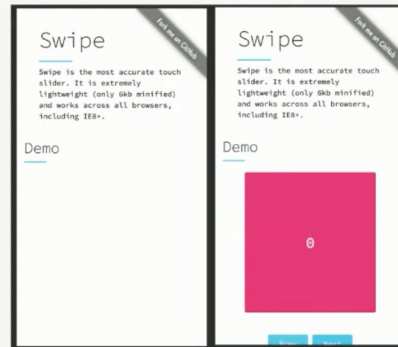 Swipe
Fork me on GitHub
Swipe is the most accurate touch
slider. It is extremely
lightweight (only 6kb minified)
and works across all browsers,
including IE8+.
Demo
Swipe
Fork me on GitHub
Swipe is the most accurate touch
slider. It is extremely
lightweight (only 6kb minified)
and works across all browsers,
including IE8+.
Demo
0